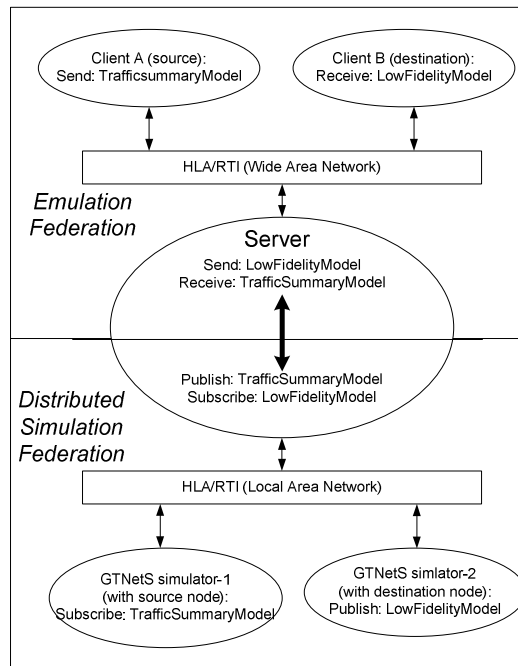 Client A (source):
Send: TrafficsummaryModel
Client B (destination):
Receive: LowFidelityModel
HLA/RTI (Wide Area Network)
Emulation
Federation
Server
Send: LowFidelityModel
Receive: TrafficSummaryModel
Publish: TrafficSummaryModel
Subscribe: LowFidelityModel
Distributed
Simulation
Federation
HLA/RTI (Local Area Network)
GTNetS simulator-1
(with source node):
Subscribe: TrafficSummaryModel
GTNetS simlator-2
(with destination node):
Publish: LowFidelityModel